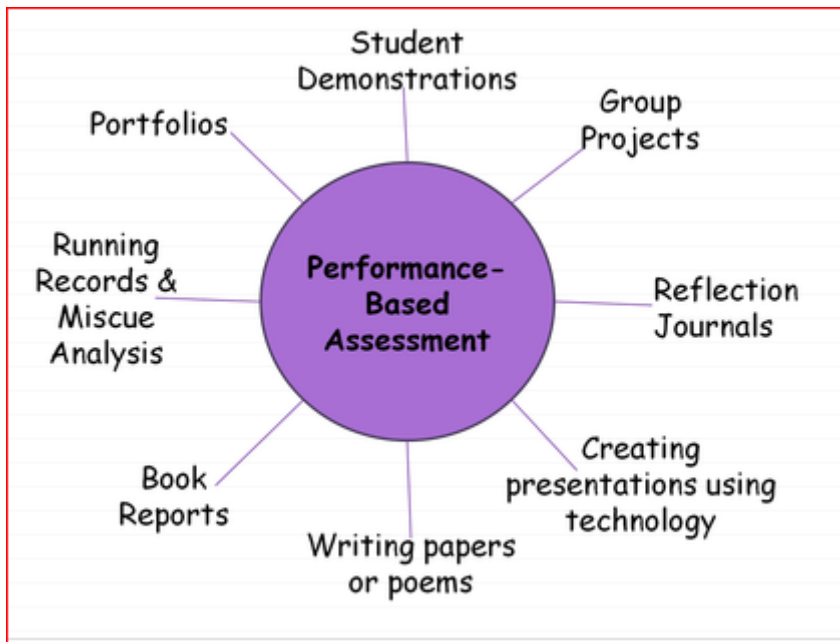 Student
Demonstrations
Group
Projects
Portfolios
Running
Records &
Miscue
Analysis
Performance-
Based
Assessment
Reflection
Journals
Book
Reports
Creating
presentations using
technology
Writing papers
or poems